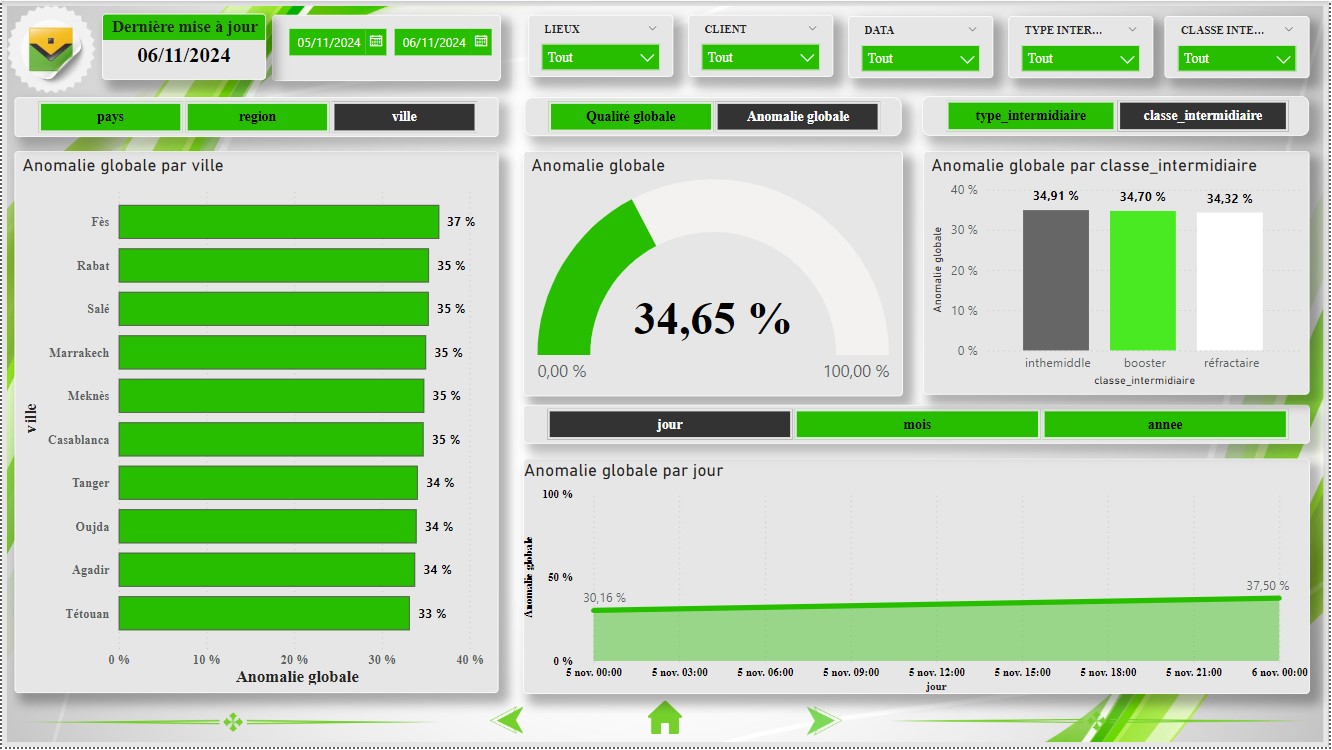 Dernière mise à jour
06/11/2024
05/11/2024
06/11/2024
LIEUX
Tout
CLIENT
Tout
DATA
Tout
TYPE INTER...
Tout
CLASSE INTE...
Tout
pays
region
ville
Qualité globale
Anomalie globale
type_intermidiaire
classe_intermidiaire
Anomalie globale par ville
ville
Fès
37 %
Rabat
35 %
Salé
35 %
Marrakech
35 %
Meknès
35 %
Casablanca
35 %
Tanger
34 %
Oujda
34 %
Agadir
34 %
Tétouan
33 %
0 %
10 %
20 %
30 %
40 %
Anomalie globale
Anomalie globale
34,65 %
0,00 %
100,00 %
Anomalie globale par classe_intermidiaire
Anomalie globale
40 %
30 %
20 %
10 %
0 %
34,91 %
34,70 %
34,32 %
inthemiddle
booster
réfractaire
classe_intermidiaire
jour
mois
annee
Anomalie globale par jour
Anomalie globale
100 %
50 %
0 %
30,16 %
37,50 %
5 nov. 00:00
5 nov. 03:00
5 nov. 06:00
5 nov. 09:00
5 nov. 12:00
5 nov. 15:00
5 nov. 18:00
5 nov. 21:00
6 nov. 00:00
jour